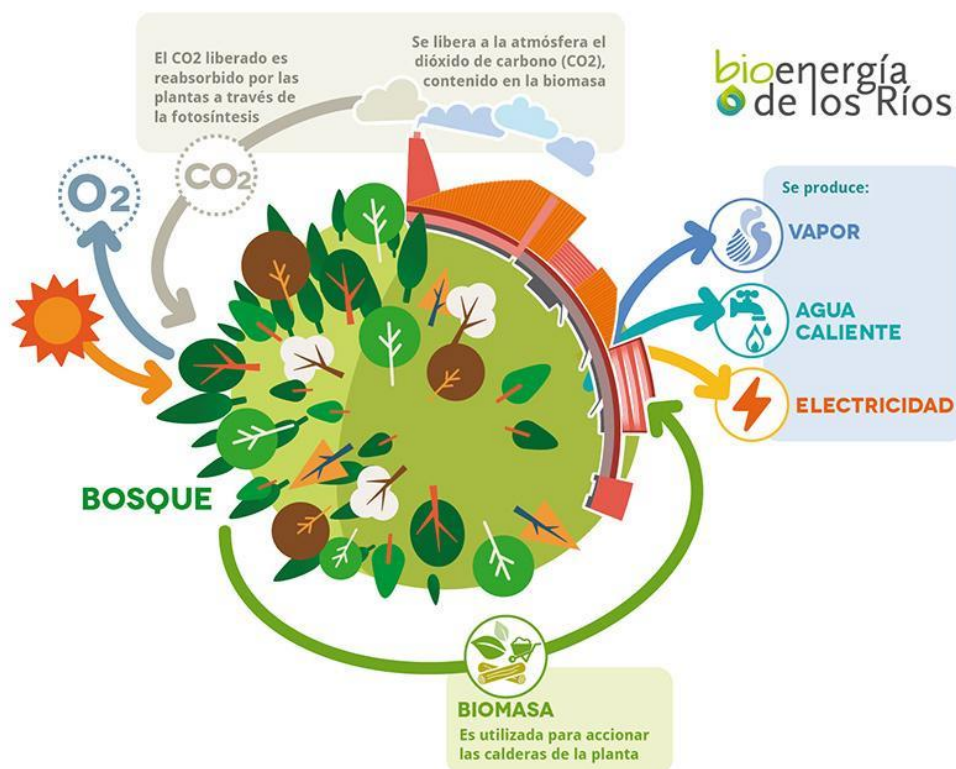 El CO2 liberado es
reabsorbido por las
plantas a través de
la fotosíntesis
Se libera a la atmósfera el
dióxido de carbono (CO2),
contenido en la biomasa
bioenergía
de los Ríos
O2
CO2
Se produce:
VAPOR
AGUA
CALIENTE
ELECTRICIDAD
BOSQUE
BIOMASA
Es utilizada para accionar
las calderas de la planta